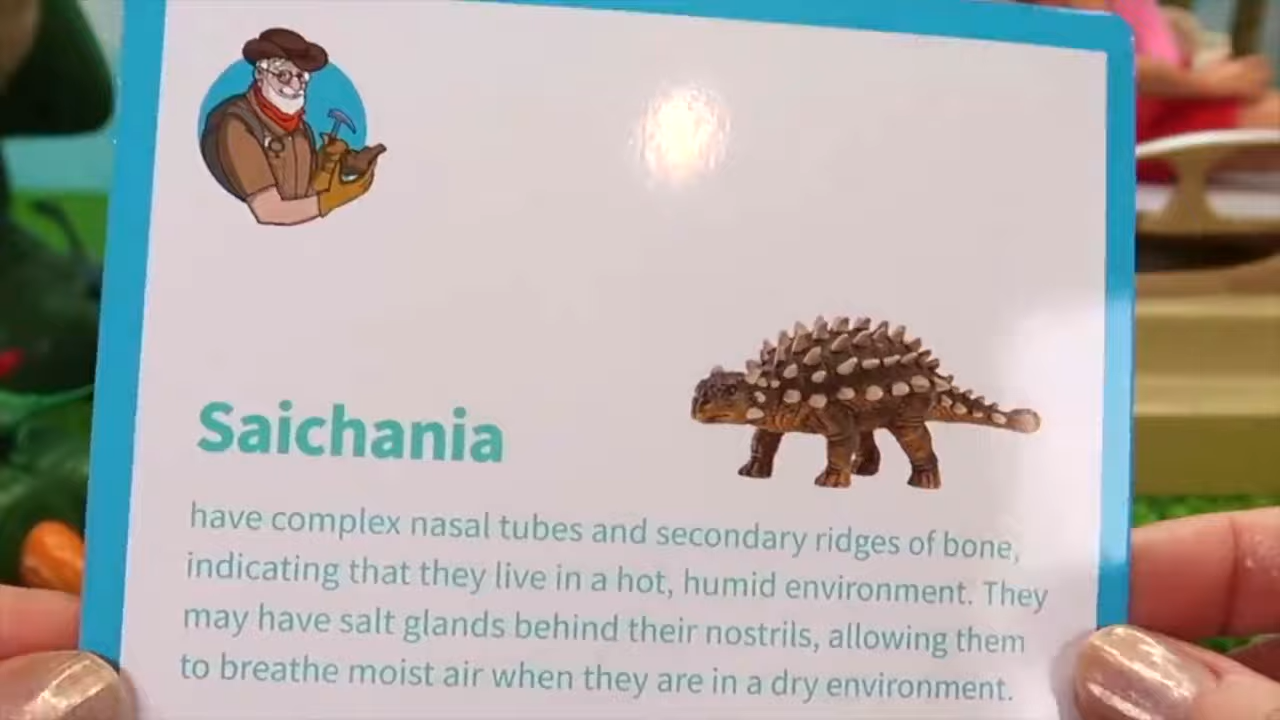 Saichania
have complex nasal tubes and secondary ridges of bone,
indicating that they live in a hot, humid environment. They
may have salt glands behind their nostrils, allowing them
to breathe moist air when they are in a dry environment.